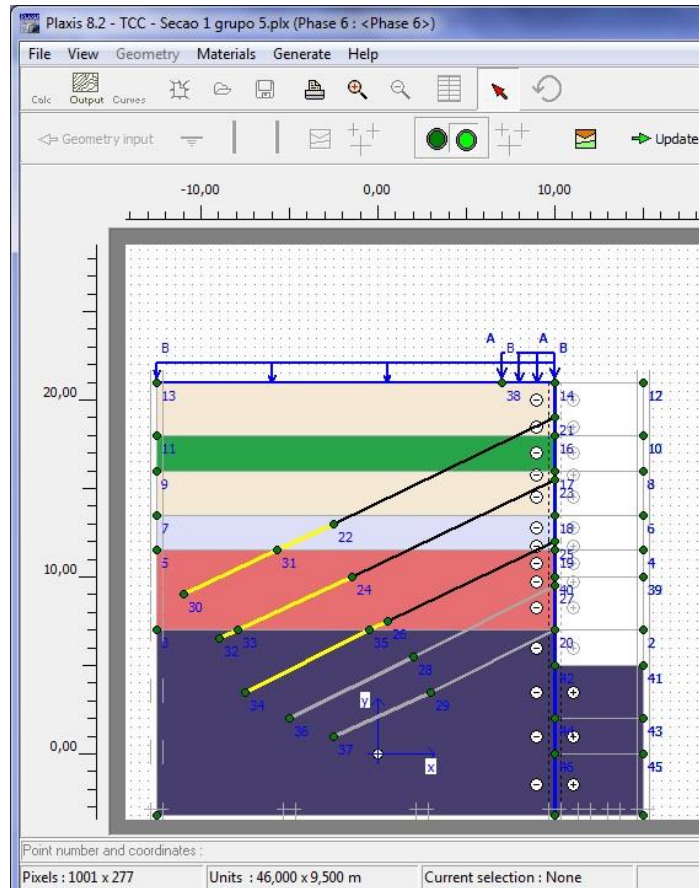 Plaxis 8.2 - TCC - Secao 1 grupo 5.plx (Phase 6 : <Phase 6>)
File View Geometry Materials Generate Help
Calc Output Curves
Geometry input Update
-10,00 0,00 10,00
A A
B B B
20,00
13 38 14 12
21
11 16 10
9 17 8
23
7 22 18 6
5 31 25 4
10,00
24 19 39
30 40
27
3 33 26 20 2
32 35
28 42 41
34 29
y
36 43
37
0,00
x
46 45
Point number and coordinates :
Pixels : 1001 x 277 Units : 46,000 x 9,500 m Current selection : None